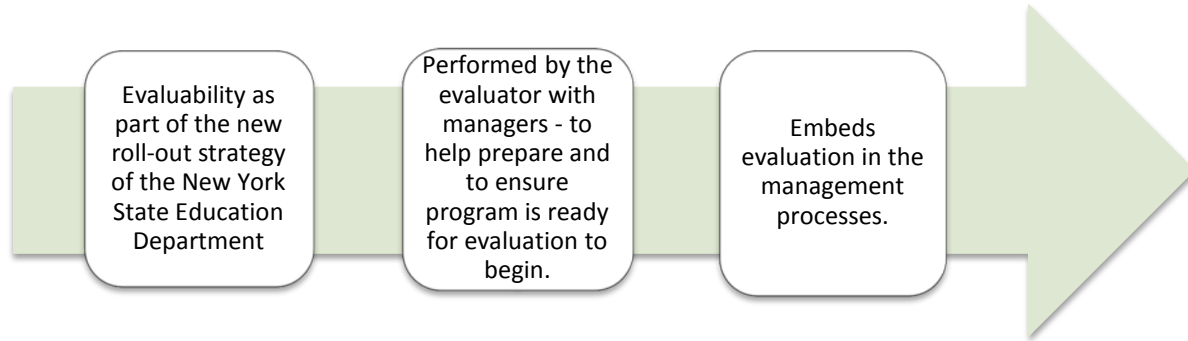 Evaluability as
part of the new
roll-out strategy
of the New York
State Education
Department
Performed by the
evaluator with
managers - to
help prepare and
to ensure
program is ready
for evaluation to
begin.
Embeds
evaluation in the
management
processes.